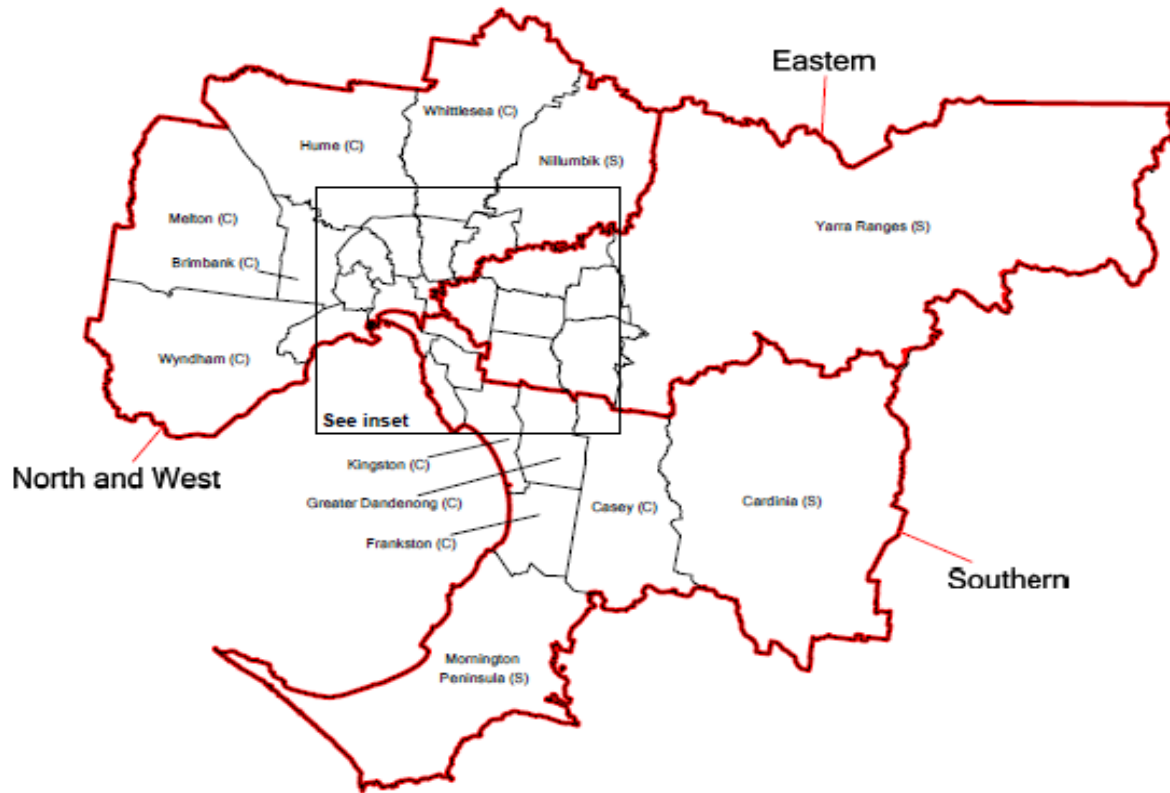 Eastern
Whittlesea (C)
Hume (C)
Nillumbik (S)
Melton (C)
Yarra Ranges (S)
Brimbank (C)
Wyndham (C)
See inset
North and West
Kingston (C)
Greater Dandenong (C)
Casey (C)
Cardinia (S)
Frankston (C)
Southern
Mornington
Peninsula (S)